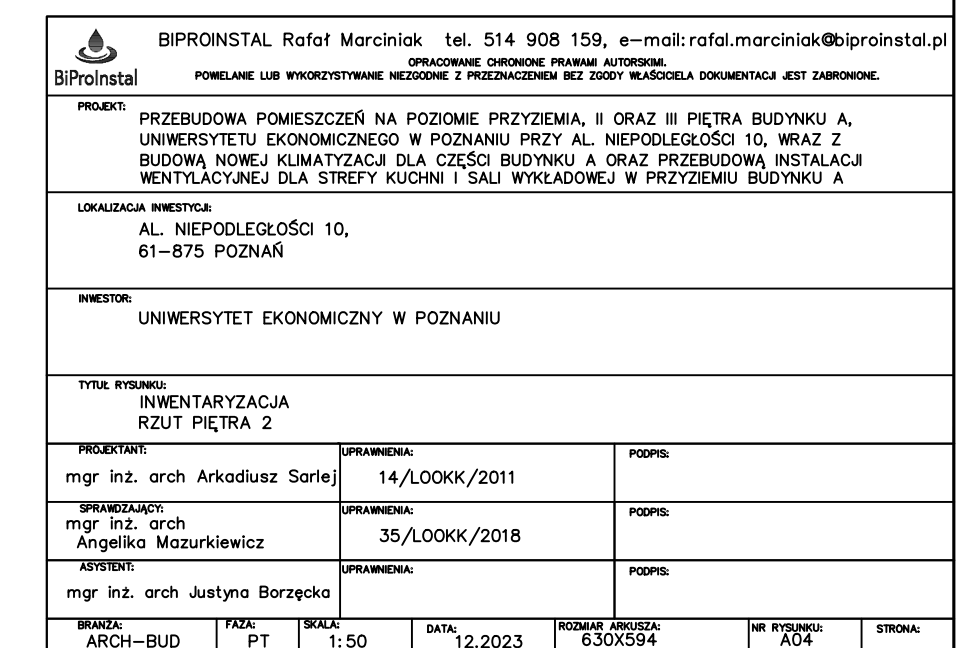 BiProInstal
BIPROINSTAL Rafał Marciniak tel. 514 908 159, e-mail: rafal.marciniak@biproinstal.pl
OPRACOWANIE CHRONIONE PRAWAMI AUTORSKIMI.
POWIELANIE LUB WYKORZYSTYWANIE NIEZGODNIE Z PRZEZNACZENIEM BEZ ZGODY WŁAŚCICIELA DOKUMENTACJI JEST ZABRONIONE.
PROJEKT:
PRZEBUDOWA POMIESZCZEŃ NA POZIOMIE PRZYZIEMIA, II ORAZ III PIĘTRA BUDYNKU A,
UNIWERSYTETU EKONOMICZNEGO W POZNANIU PRZY AL. NIEPODLEGŁOŚCI 10, WRAZ Z
BUDOWĄ NOWEJ KLIMATYZACJI DLA CZĘŚCI BUDYNKU A ORAZ PRZEBUDOWĄ INSTALACJI
WENTYLACYJNEJ DLA STREFY KUCHNI I SALI WYKŁADOWEJ W PRZYZIEMIU BUDYNKU A
LOKALIZACJA INWESTYCJI:
AL. NIEPODLEGŁOŚCI 10,
61-875 POZNAŃ
INWESTOR:
UNIWERSYTET EKONOMICZNY W POZNANIU
TYTUŁ RYSUNKU:
INWENTARYZACJA
RZUT PIĘTRA 2
PROJEKTANT:
mgr inż. arch Arkadiusz Sarlej
UPRAWNIENIA:
14/LOOKK/2011
PODPIS:
SPRAWDZAJĄCY:
mgr inż. arch
Angelika Mazurkiewicz
UPRAWNIENIA:
35/LOOKK/2018
PODPIS:
ASYSTENT:
mgr inż. arch Justyna Borzęcka
UPRAWNIENIA:
PODPIS:
BRANŻA:
ARCH-BUD
FAZA:
PT
SKALA:
1:50
DATA:
12.2023
ROZMIAR ARKUSZA:
630X594
NR RYSUNKU:
A04
STRONA: